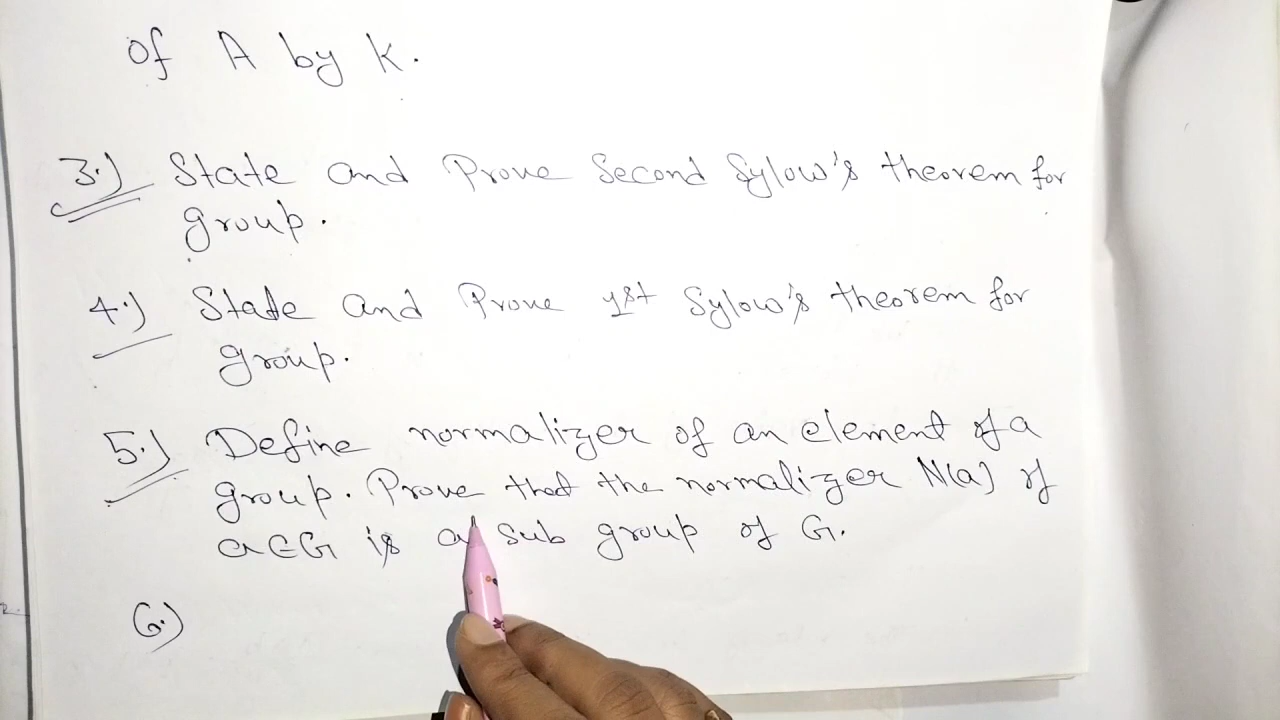 of A by K.
3.) State and Prove Second Sylow's theorem for
group.
4.) State and Prove 1st Sylow's theorem for
group.
5.) Define normalizer of an element of a
group. Prove that the normalizer N(a) of
a∈G is a sub group of G.
6.)